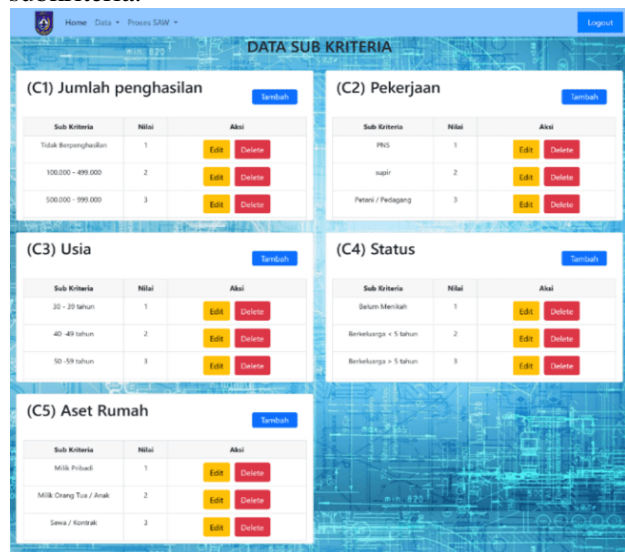 subkriteria.
Home Data Proses SAW Logout
DATA SUB KRITERIA
(C1) Jumlah penghasilan
Tambah
Sub Kriteria Nilai Aksi
Tidak Berpenghasilan 1 Edit Delete
100.000 - 499.000 2 Edit Delete
500.000 - 999.000 3 Edit Delete
(C2) Pekerjaan
Tambah
Sub Kriteria Nilai Aksi
PNS 1 Edit Delete
supir 2 Edit Delete
Petani / Pedagang 3 Edit Delete
(C3) Usia
Tambah
Sub Kriteria Nilai Aksi
30 - 39 tahun 1 Edit Delete
40 -49 tahun 2 Edit Delete
50 -59 tahun 3 Edit Delete
(C4) Status
Tambah
Sub Kriteria Nilai Aksi
Belum Menikah 1 Edit Delete
Berkeluarga < 5 tahun 2 Edit Delete
Berkeluarga > 5 tahun 3 Edit Delete
(C5) Aset Rumah
Tambah
Sub Kriteria Nilai Aksi
Milik Pribadi 1 Edit Delete
Milik Orang Tua / Anak 2 Edit Delete
Sewa / Kontrak 3 Edit Delete
min. 820